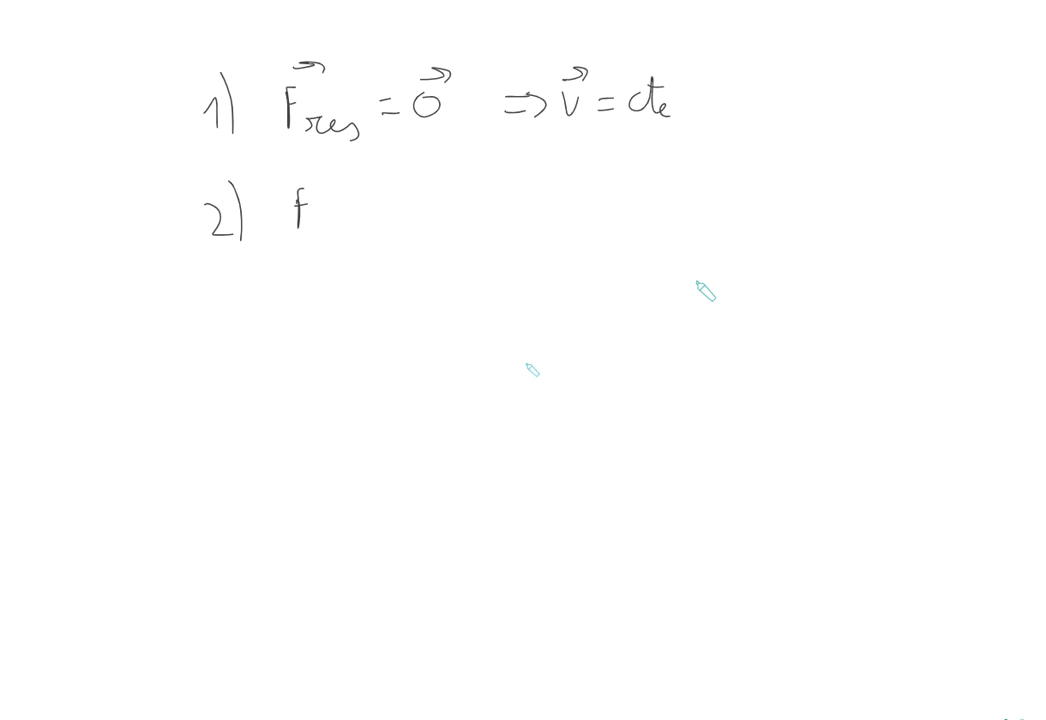 1) F⃗res = 0⃗ ⇒ v⃗ = cte
2) F